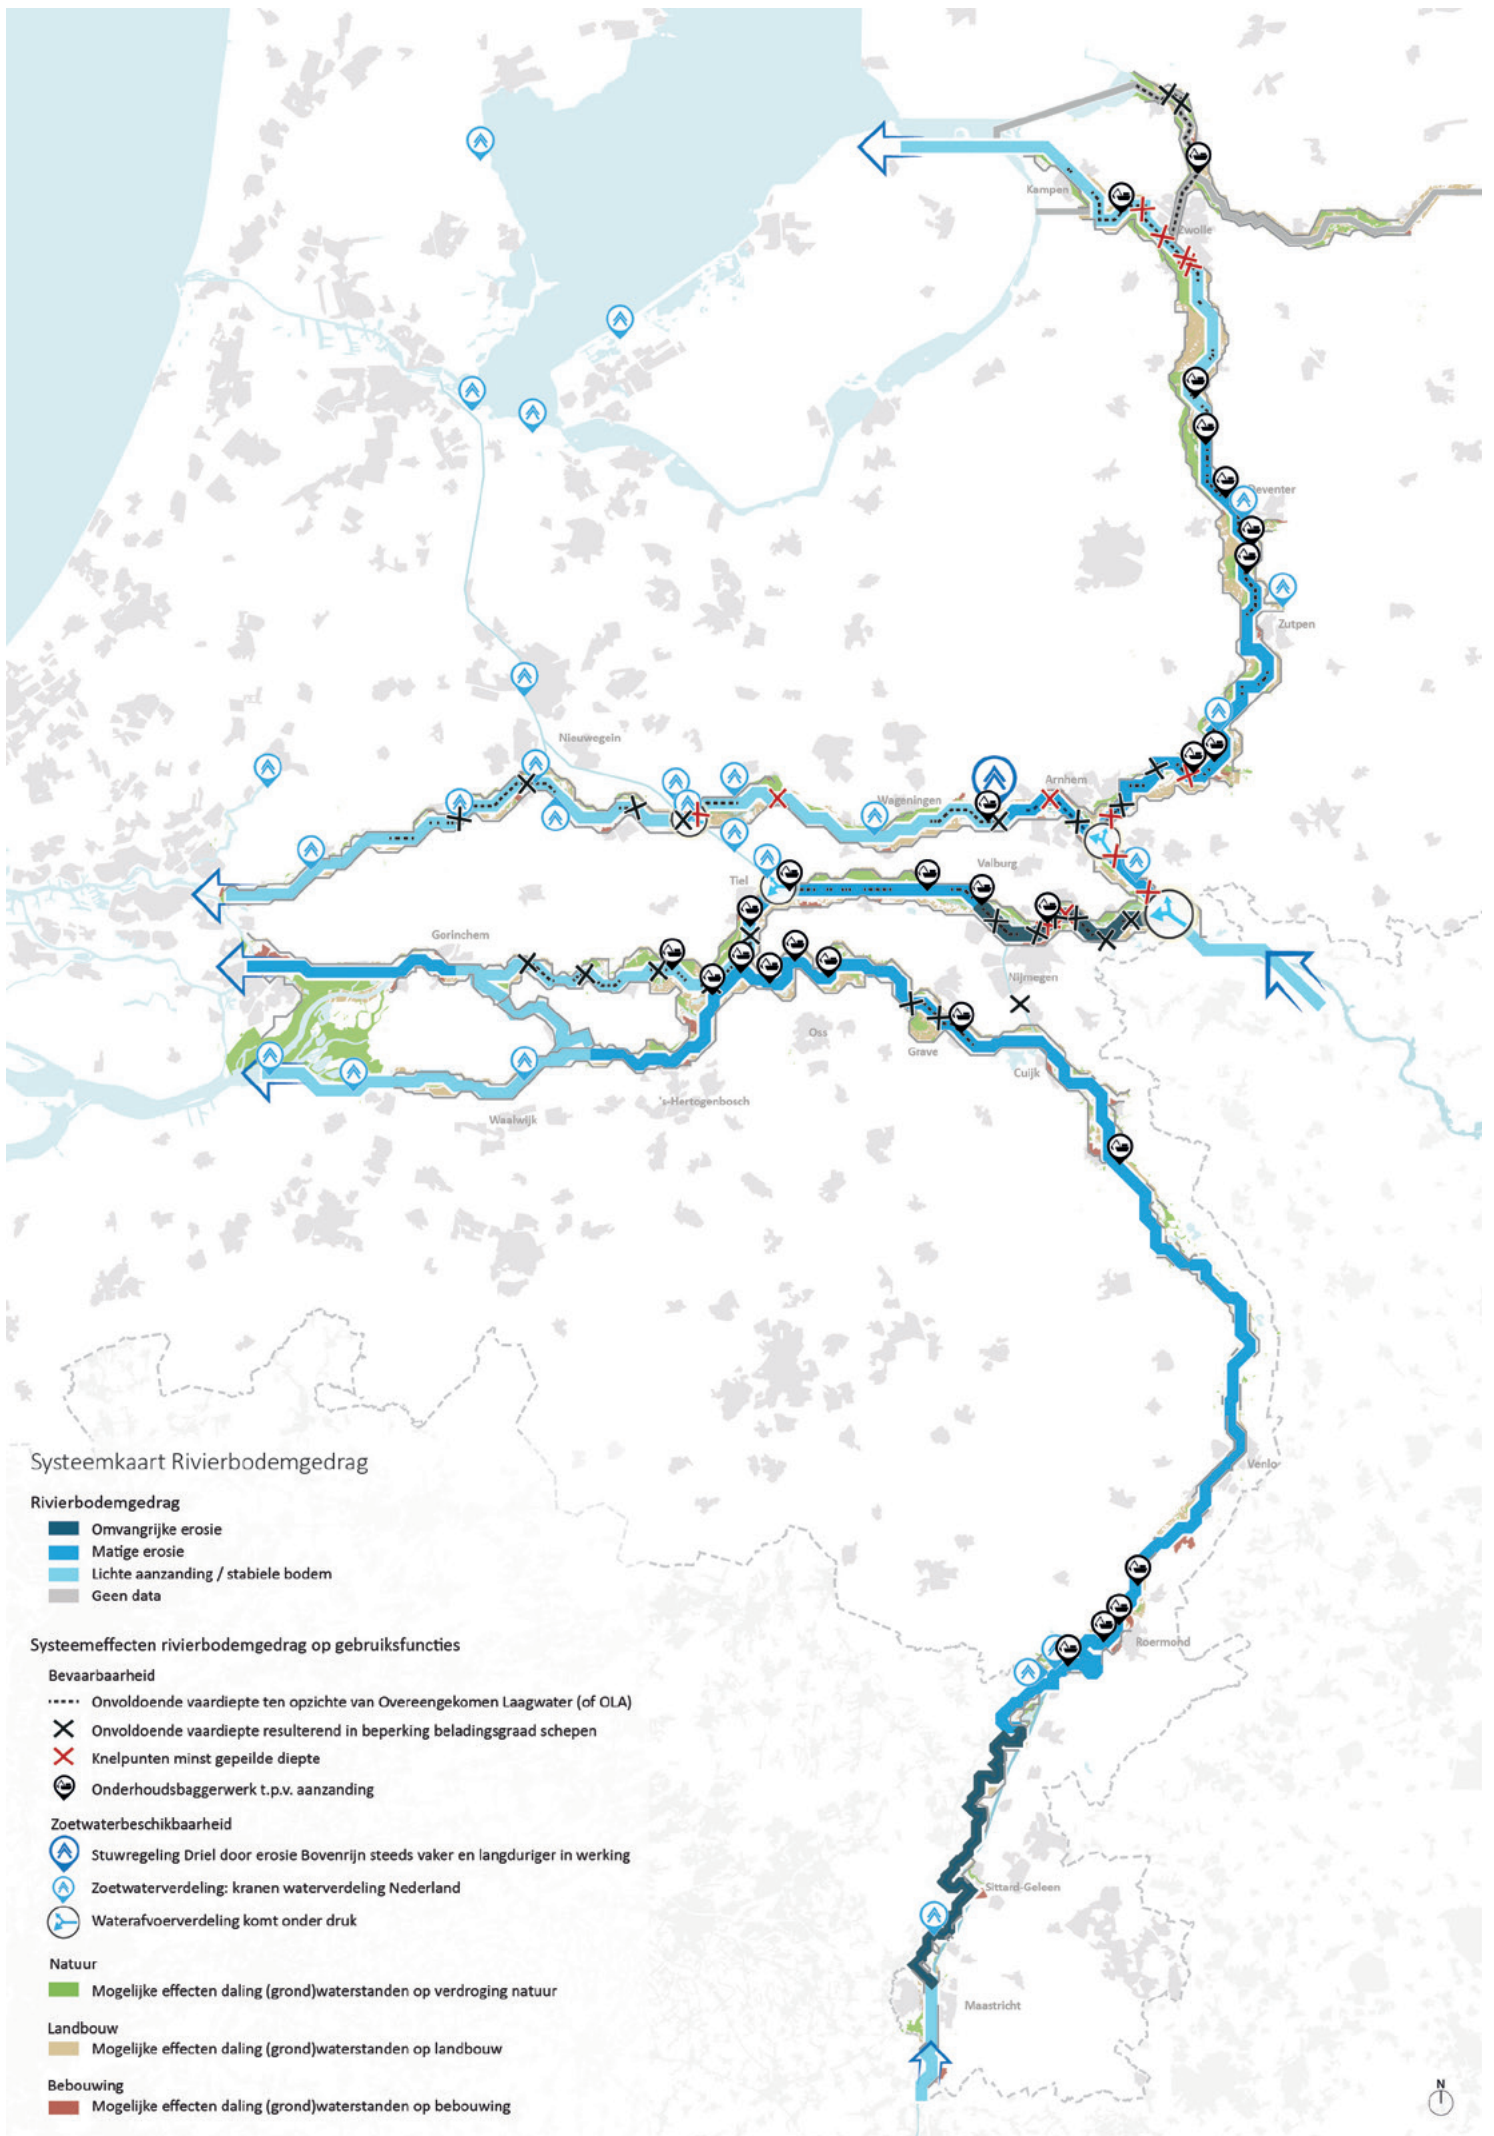 Kampen
Zwolle
Deventer
Zutpen
Nieuwegein
Arnhem
Wageningen
Valburg
Tiel
Gorinchem
Nijmegen
Oss
Grave
Cuijk
's-Hertogenbosch
Waalwijk
Venlo
Roermond
Sittard-Geleen
Maastricht
N
Systeemkaart Rivierbodemgedrag
Rivierbodemgedrag
Omvangrijke erosie
Matige erosie
Lichte aanzanding / stabiele bodem
Geen data
Systeemeffecten rivierbodemgedrag op gebruiksfuncties
Bevaarbaarheid
Onvoldoende vaardiepte ten opzichte van Overeengekomen Laagwater (of OLA)
Onvoldoende vaardiepte resulterend in beperking beladingsgraad schepen
Knelpunten minst gepeilde diepte
Onderhoudsbaggerwerk t.p.v. aanzanding
Zoetwaterbeschikbaarheid
Stuwregeling Driel door erosie Bovenrijn steeds vaker en langduriger in werking
Zoetwaterverdeling: kranen waterverdeling Nederland
Waterafvoerverdeling komt onder druk
Natuur
Mogelijke effecten daling (grond)waterstanden op verdroging natuur
Landbouw
Mogelijke effecten daling (grond)waterstanden op landbouw
Bebouwing
Mogelijke effecten daling (grond)waterstanden op bebouwing